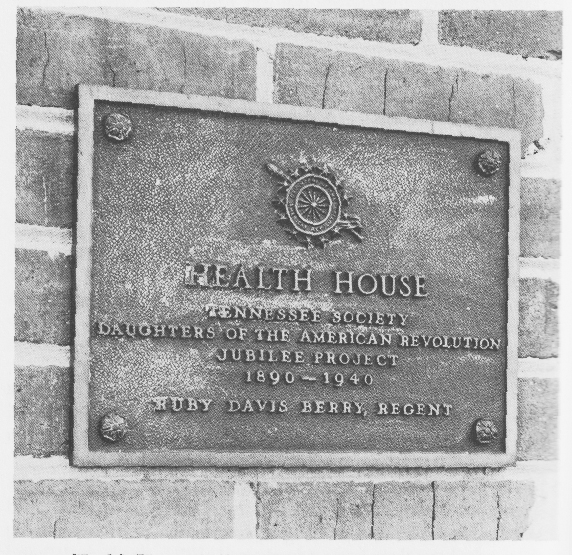 HEALTH HOUSE
TENNESSEE SOCIETY
DAUGHTERS OF THE AMERICAN REVOLUTION
JUBILEE PROJECT
1890-1940
RUBY DAVIS BERRY, REGENT